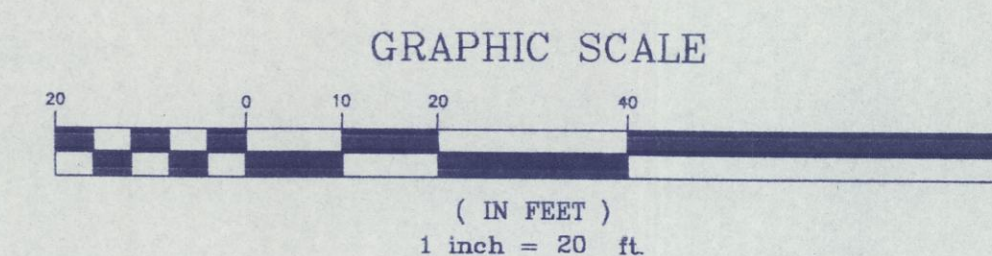 GRAPHIC SCALE
20 0 10 20 40
( IN FEET )
1 inch = 20 ft.